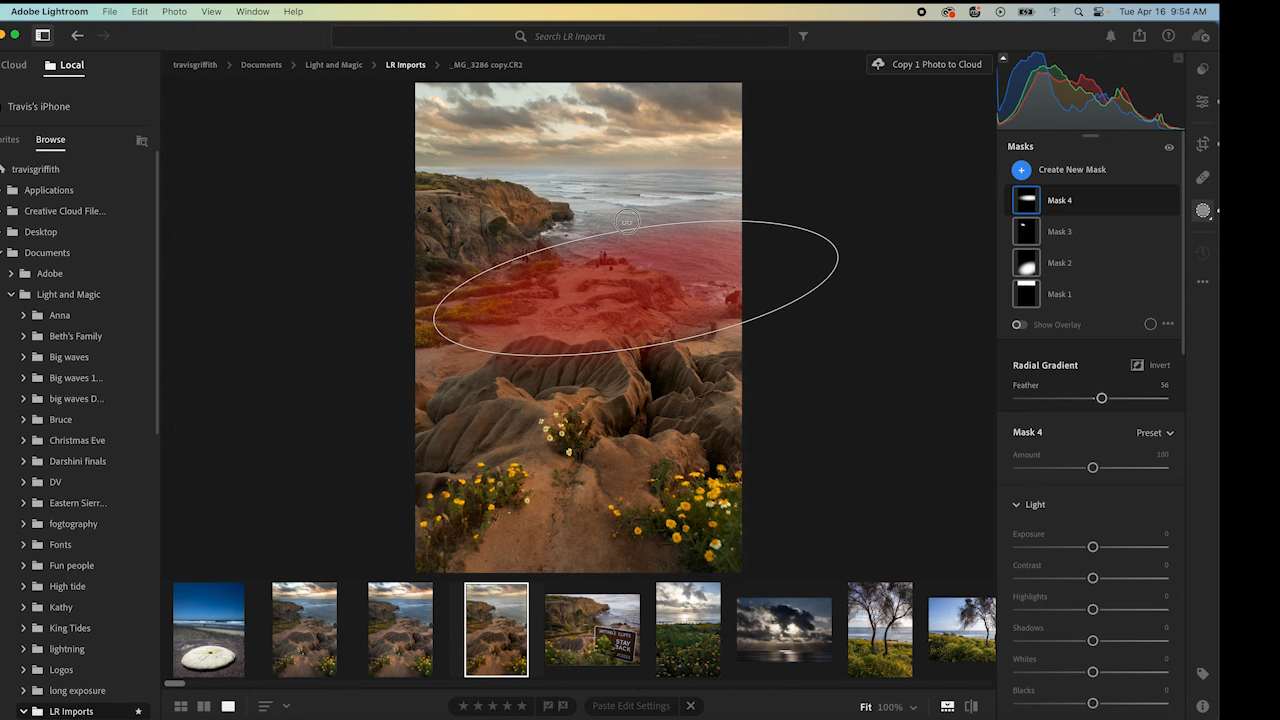 Adobe Lightroom File Edit Photo View Window Help Tue Apr 16 9:54 AM
Search LR Imports
Cloud Local
travisgriffith Documents Light and Magic LR Imports _MG_3286 copy.CR2
Copy 1 Photo to Cloud
Travis's iPhone
orites Browse
travisgriffith
Applications
Creative Cloud File...
Desktop
Documents
Adobe
Light and Magic
Anna
Beth's Family
Big waves
Big waves 1...
big waves D...
Bruce
Christmas Eve
Darshini finals
DV
Eastern Sierr...
fogtography
Fonts
Fun people
High tide
Kathy
King Tides
lightning
Logos
long exposure
LR Imports
STAY
BACK
Paste Edit Settings
Fit 100%
Masks
Create New Mask
Mask 4
Mask 3
Mask 2
Mask 1
Show Overlay
Radial Gradient Invert
Feather 56
Mask 4 Preset
Amount 100
Light
Exposure 0
Contrast 0
Highlights 0
Shadows 0
Whites 0
Blacks 0